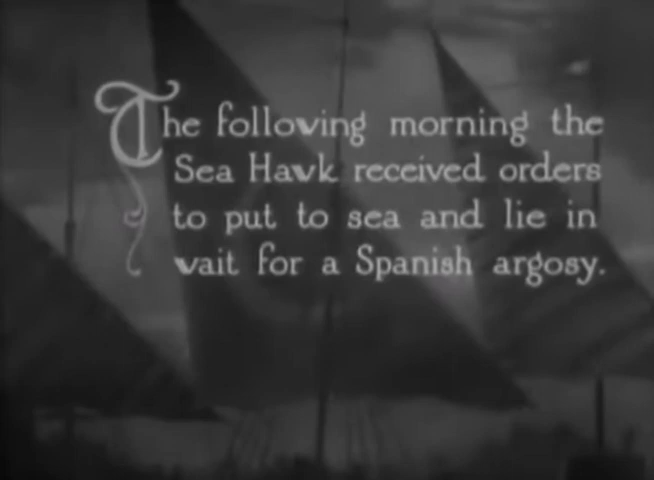 The following morning the
Sea Hawk received orders
to put to sea and lie in
wait for a Spanish argosy.